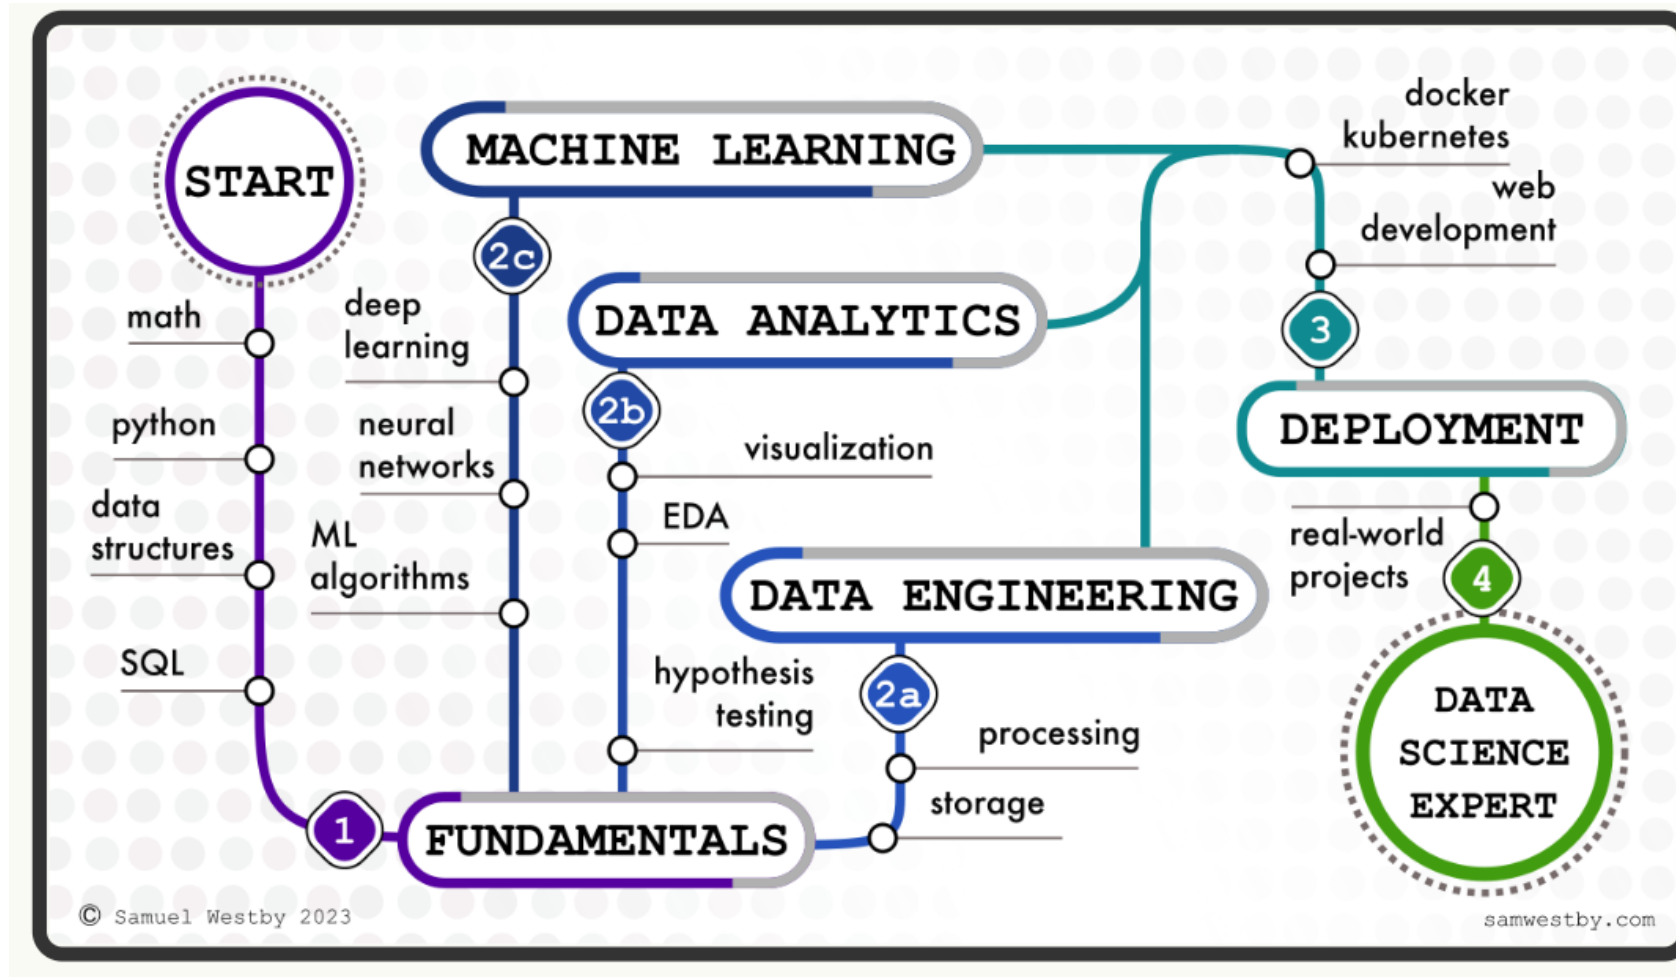 START
math
python
data
structures
SQL
1
FUNDAMENTALS
MACHINE LEARNING
2c
deep
learning
neural
networks
ML
algorithms
DATA ANALYTICS
2b
visualization
EDA
hypothesis
testing
DATA ENGINEERING
2a
processing
storage
docker
kubernetes
web
development
3
DEPLOYMENT
real-world
projects
4
DATA
SCIENCE
EXPERT
© Samuel Westby 2023
samwestby.com